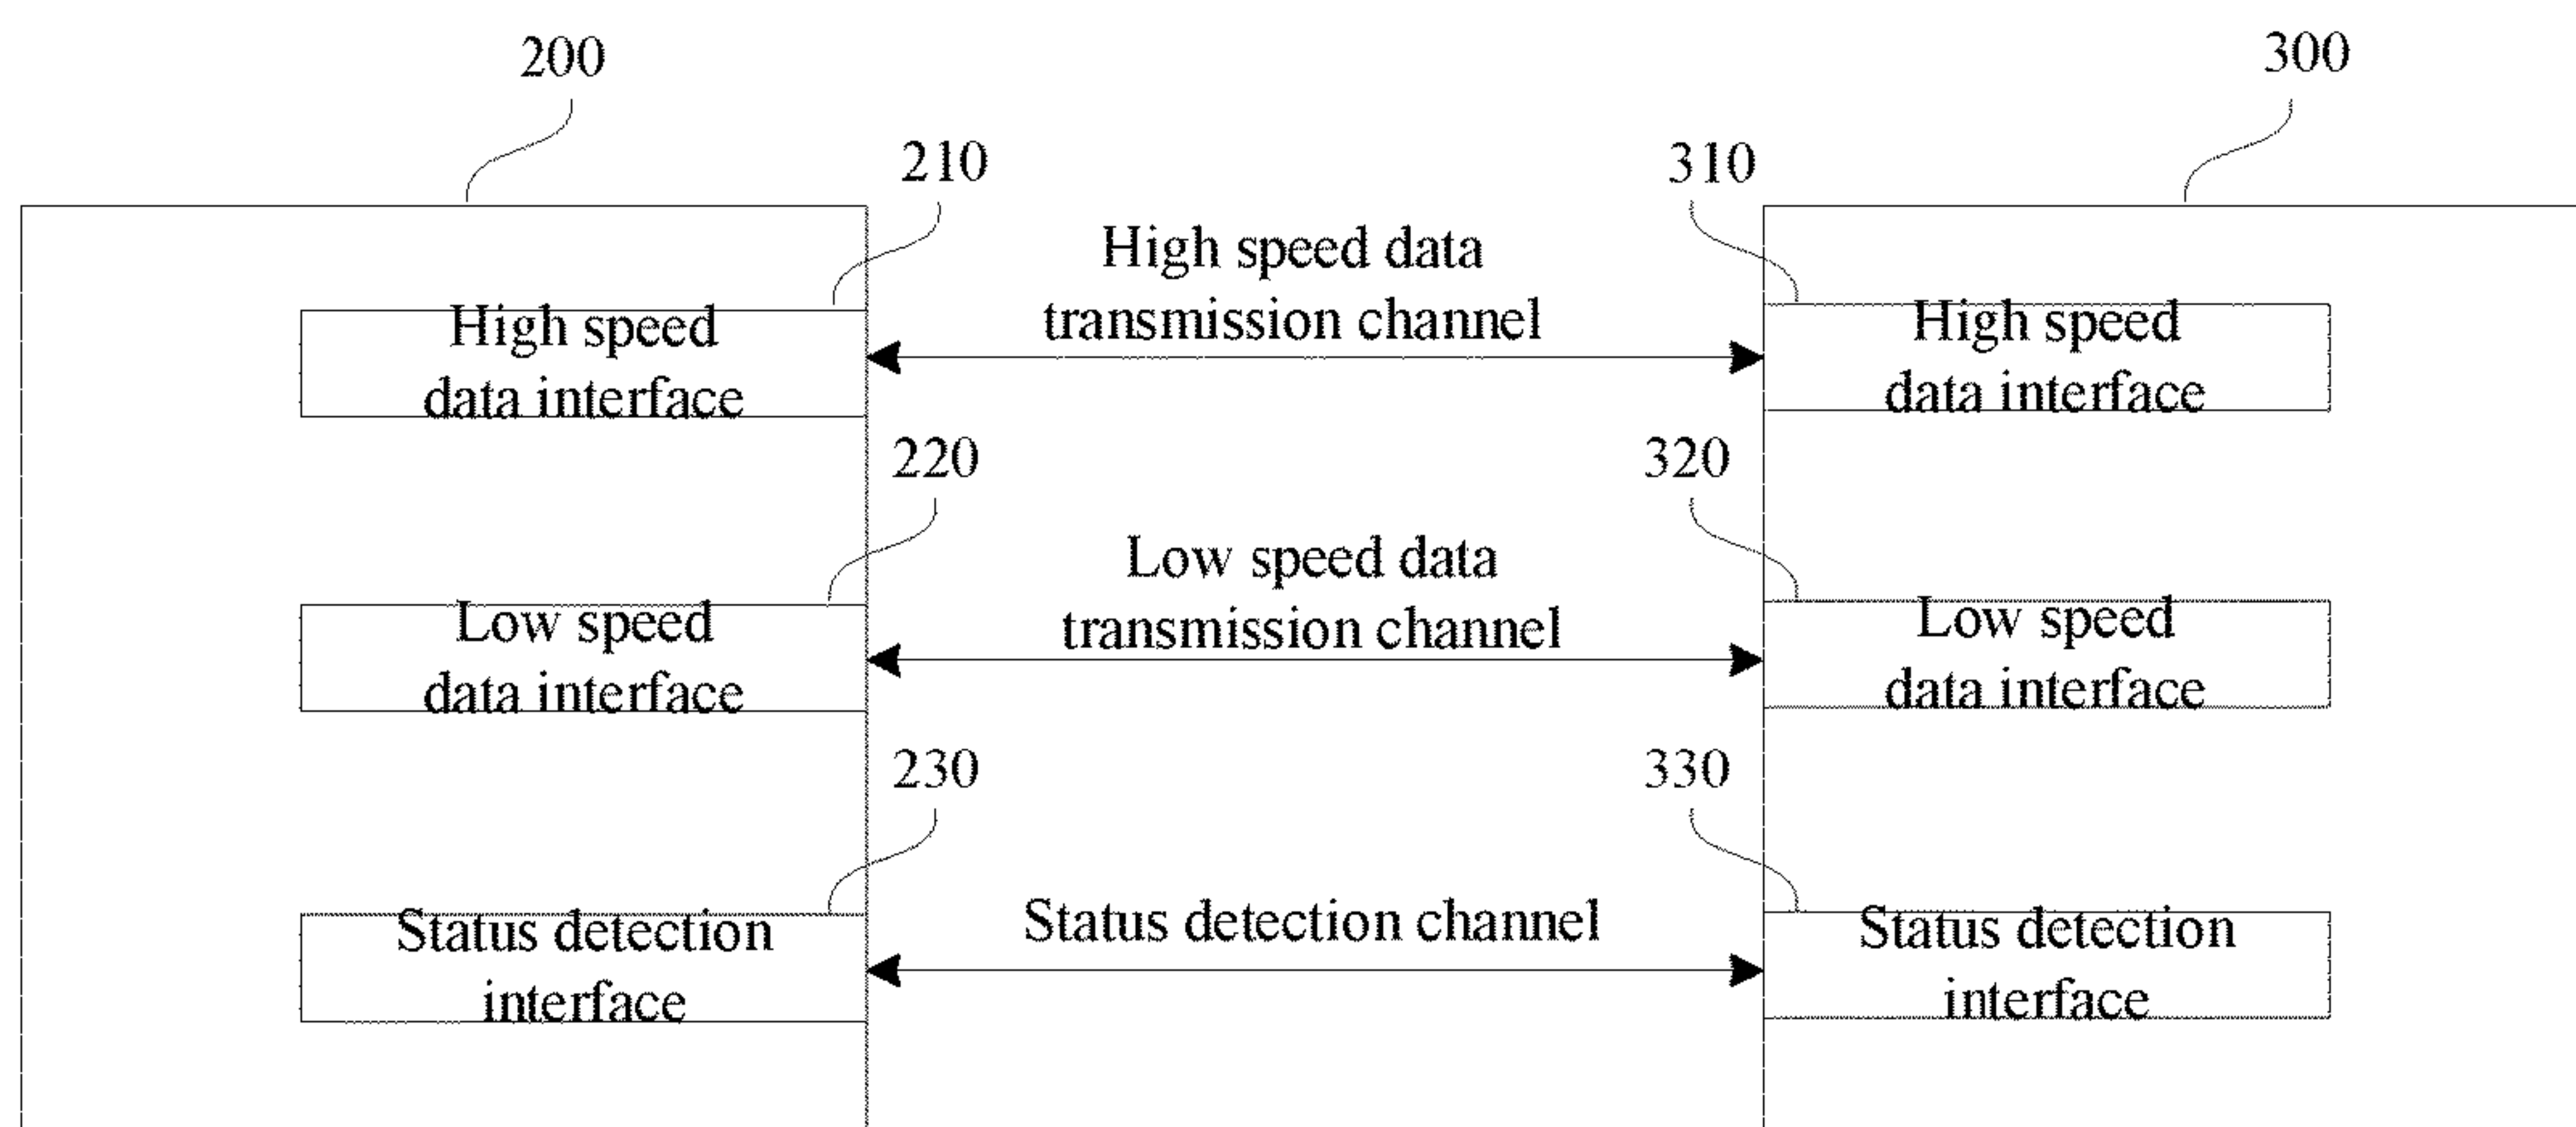 200
300
210
310
High speed data
transmission channel
High speed
data interface
High speed
data interface
220
320
Low speed data
transmission channel
Low speed
data interface
Low speed
data interface
230
330
Status detection channel
Status detection
interface
Status detection
interface